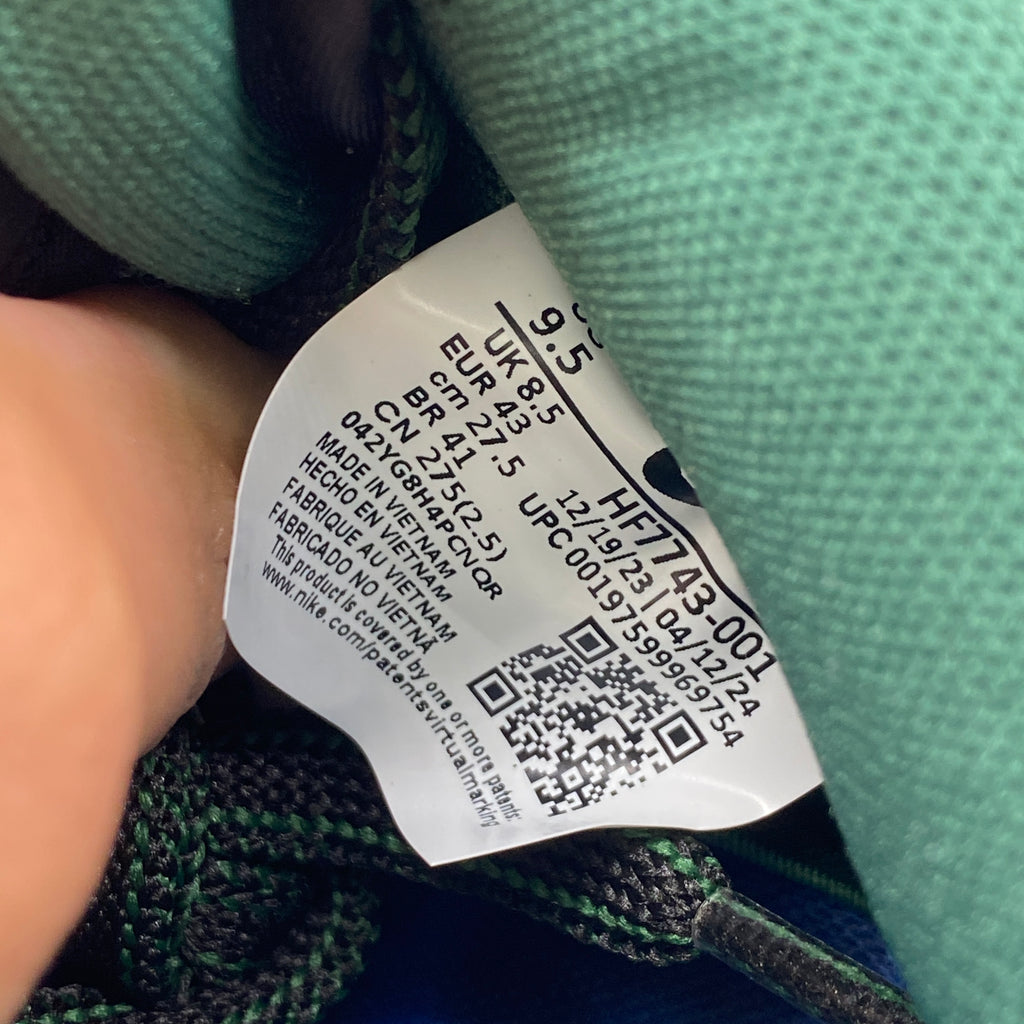 9.5
UK 8.5
EUR 43
cm 27.5
BR 41
CN 275(2.5)
042YG8H4PCNQR
MADE IN VIETNAM
HECHO EN VIETNAM
FABRIQUE AU VIETNAM
FABRICADO NO VIETNÃ
This product is covered by one or more patents:
www.nike.com/patentsvirtualmarking
HF7743-001
12/19/23 | 04/12/24
UPC 00197599969754